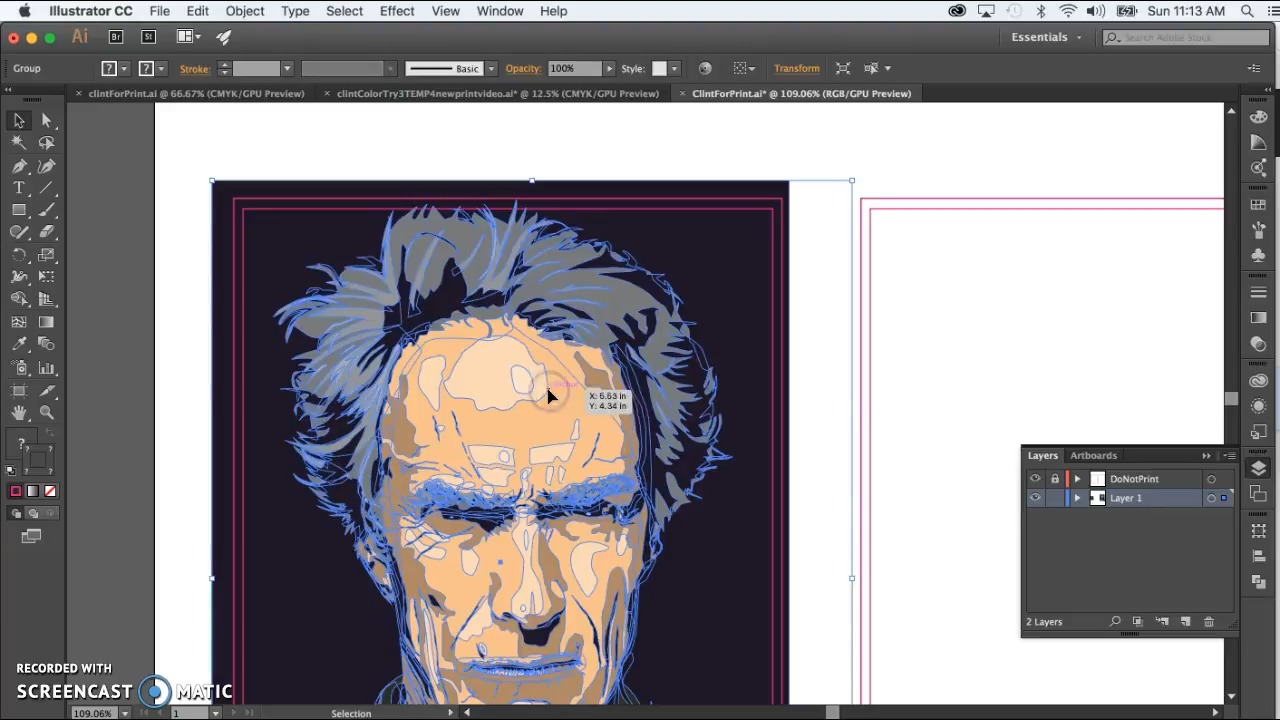 Illustrator CC File Edit Object Type Select Effect View Window Help Sun 11:13 AM
Ai Br St Essentials Search Adobe Stock
Group ? ? Stroke: Basic Opacity: 100% Style: Transform
× clintForPrint.ai @ 66.67% (CMYK/GPU Preview) × clintColorTry3TEMP4newprintvideo.ai* @ 12.5% (CMYK/GPU Preview) × ClintForPrint.ai* @ 109.06% (RGB/GPU Preview)
X: 5.53 in
Y: 4.34 in
Layers Artboards
DoNotPrint
Layer 1
2 Layers
RECORDED WITH
SCREENCAST MATIC
109.06% 1 Selection